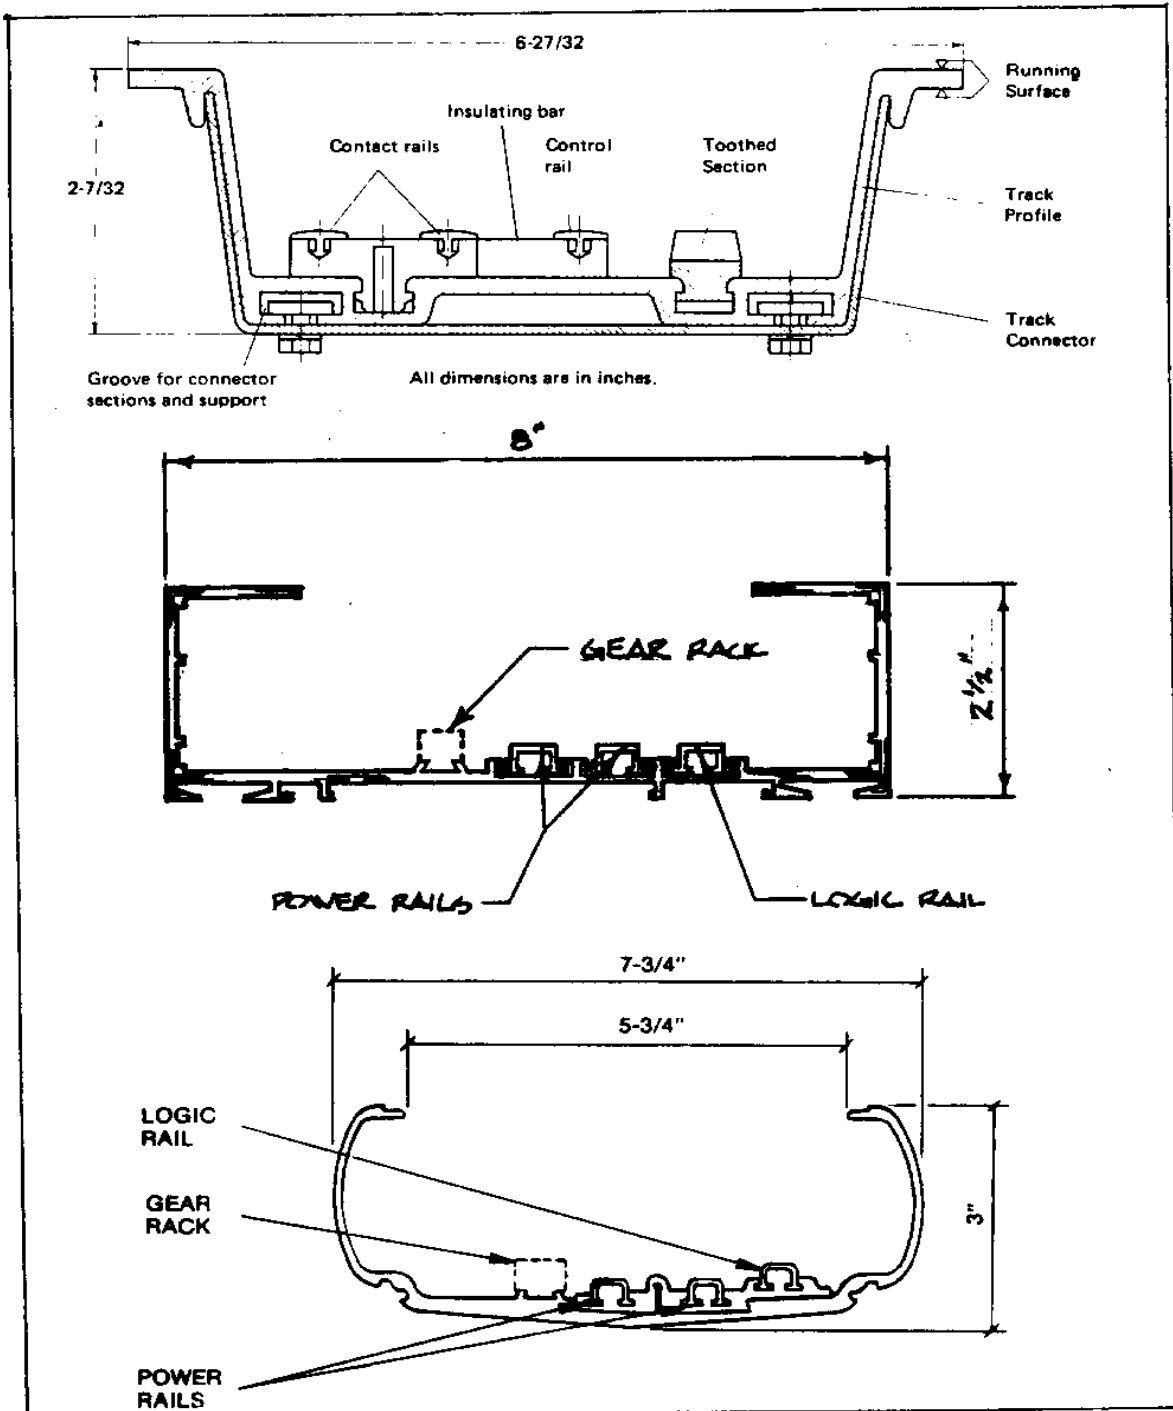 6-27/32
Running
Surface
Insulating bar
Contact rails
Control
rail
Toothed
Section
2-7/32
Track
Profile
Track
Connector
Groove for connector
sections and support
All dimensions are in inches.
8"
GEAR RACK
2 1/2"
POWER RAILS
LOGIC RAIL
7-3/4"
5-3/4"
LOGIC
RAIL
GEAR
RACK
3"
POWER
RAILS